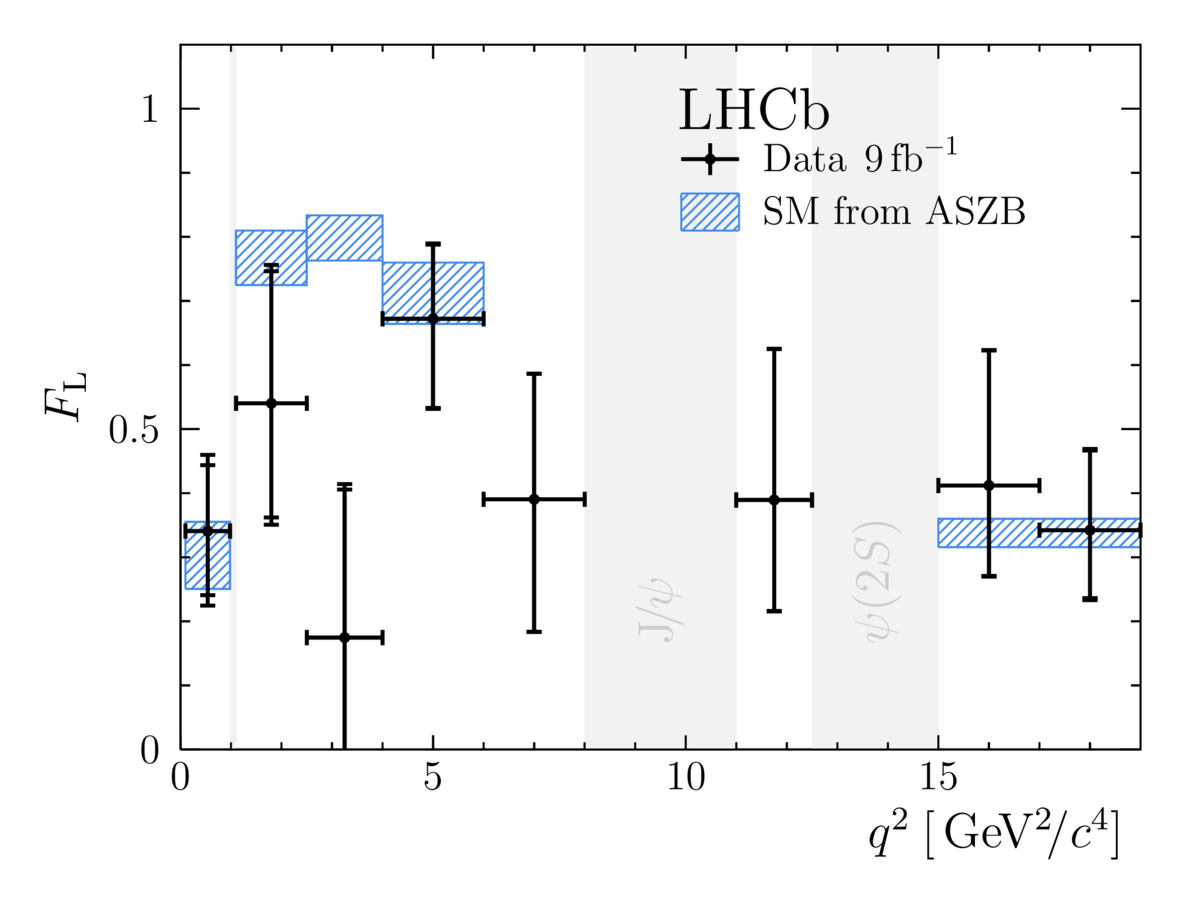 LHCb
Data 9 fb⁻¹
SM from ASZB
F_L
1
0.5
0
J/ψ
ψ(2S)
0 5 10 15
q² [GeV²/c⁴]